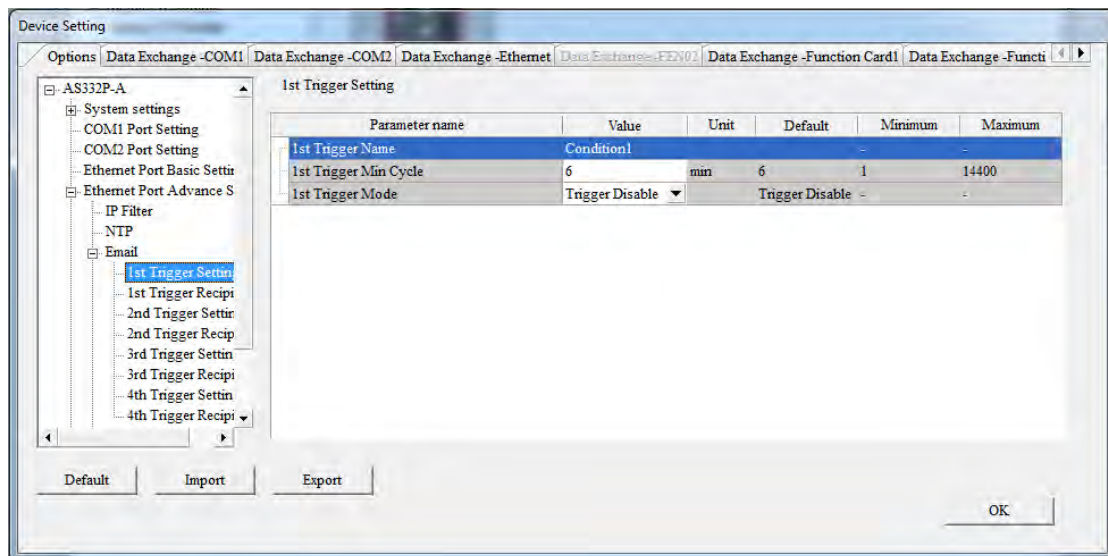 Device Setting
Options Data Exchange -COM1 Data Exchange -COM2 Data Exchange -Ethernet Data Exchange -FEN02 Data Exchange -Function Card1 Data Exchange -Functi
AS332P-A
System settings
COM1 Port Setting
COM2 Port Setting
Ethernet Port Basic Settin
Ethernet Port Advance S
IP Filter
NTP
Email
1st Trigger Settin
1st Trigger Recipi
2nd Trigger Settin
2nd Trigger Recip
3rd Trigger Settin
3rd Trigger Recipi
4th Trigger Settin
4th Trigger Recipi
1st Trigger Setting
Parameter name Value Unit Default Minimum Maximum
1st Trigger Name Condition1 - -
1st Trigger Min Cycle 6 min 6 1 14400
1st Trigger Mode Trigger Disable Trigger Disable - -
Default Import Export
OK